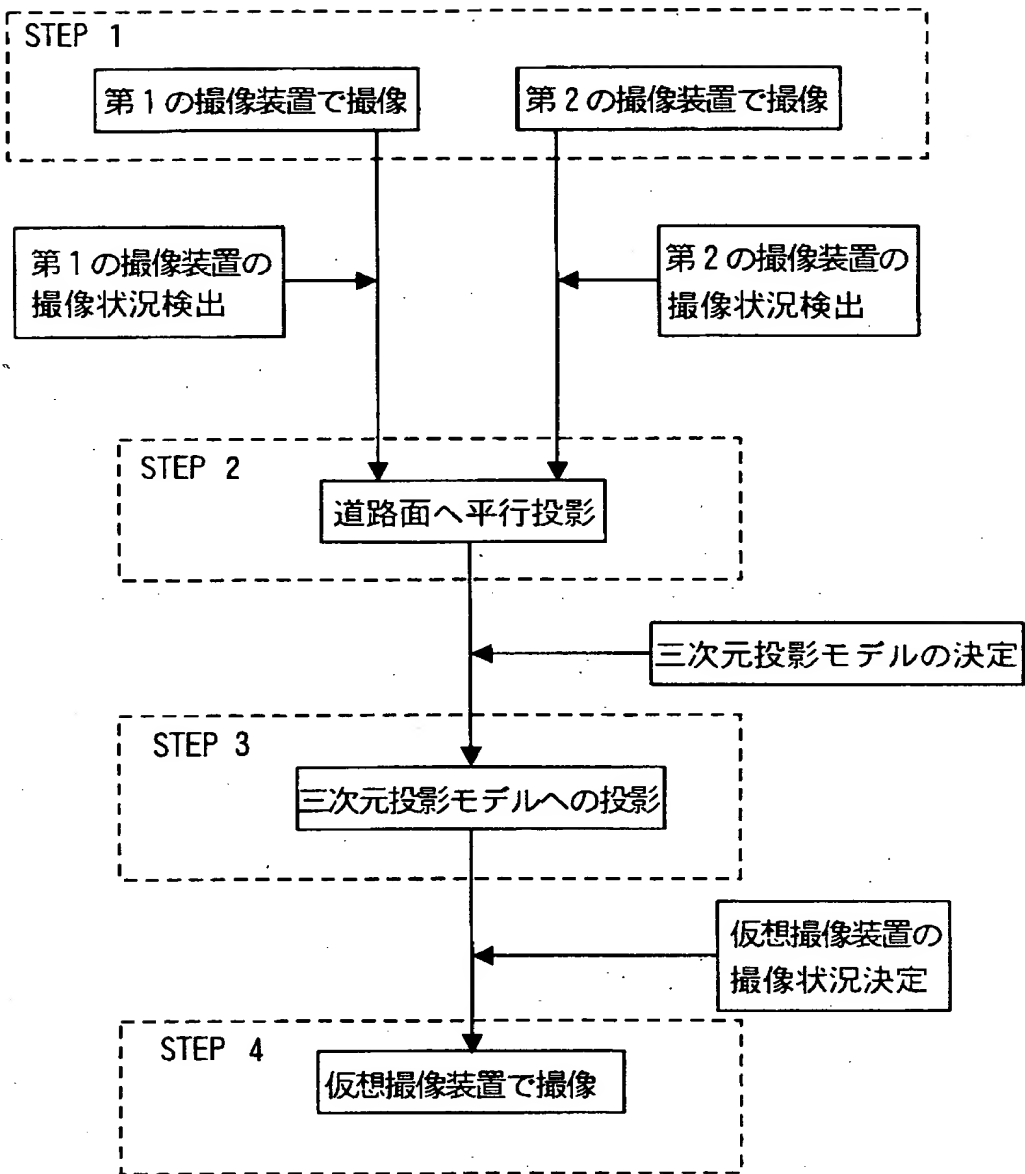 STEP 1
第1の撮像装置で撮像
第2の撮像装置で撮像
第1の撮像装置の
撮像状況検出
第2の撮像装置の
撮像状況検出
STEP 2
道路面へ平行投影
三次元投影モデルの決定
STEP 3
三次元投影モデルへの投影
仮想撮像装置の
撮像状況決定
STEP 4
仮想撮像装置で撮像